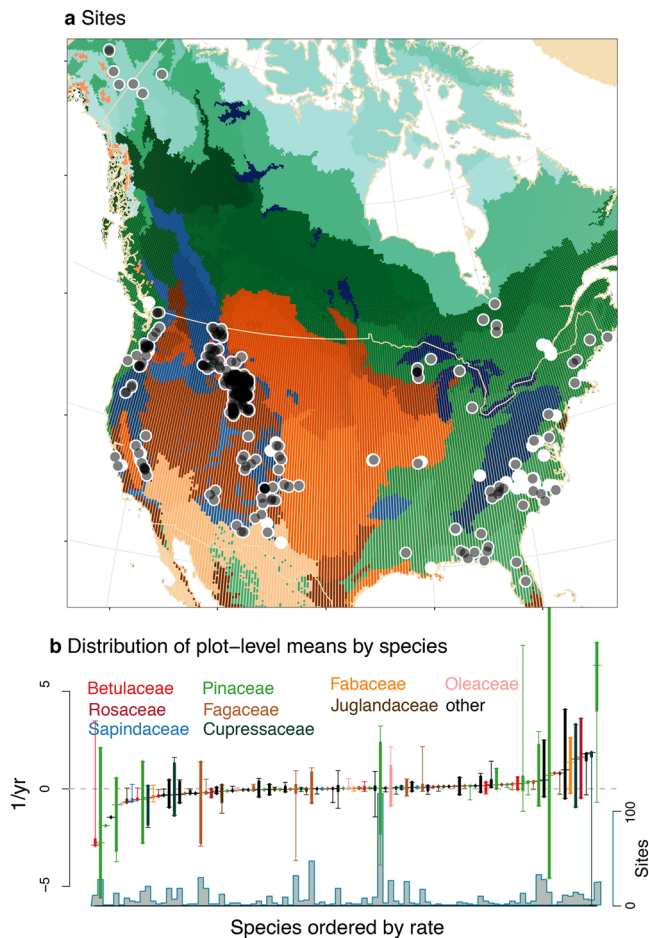 a Sites
b Distribution of plot−level means by species
Betulaceae Pinaceae Fabaceae Oleaceae
Rosaceae Fagaceae Juglandaceae other
Sapindaceae Cupressaceae
5
0
−5
1/yr
100
0
Sites
Species ordered by rate